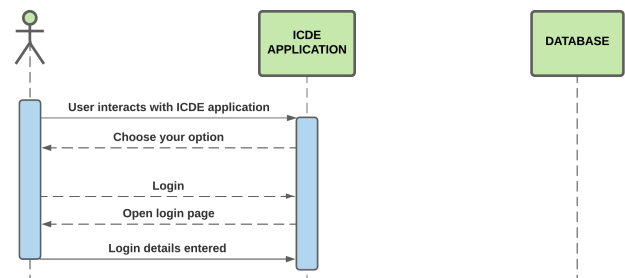 ICDE
APPLICATION
DATABASE
User interacts with ICDE application
Choose your option
Login
Open login page
Login details entered